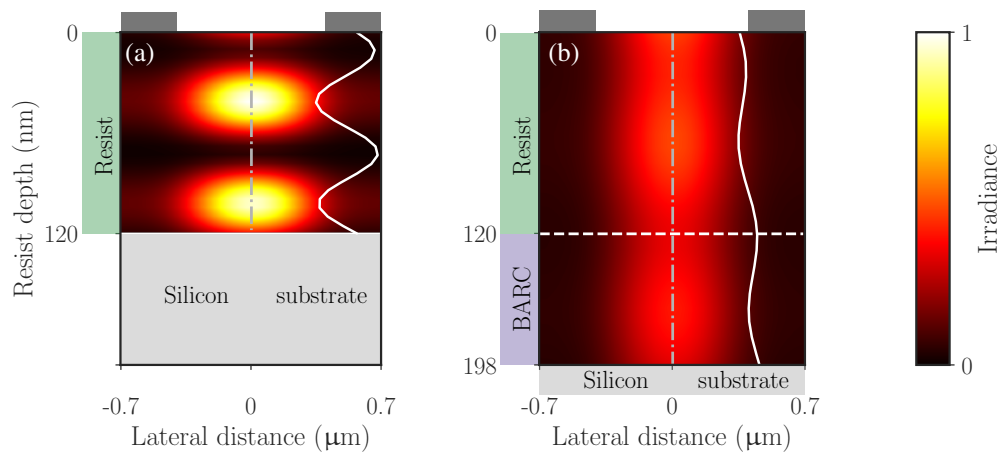 0
(a)
(b)
1
Resist depth (nm)
Resist
Resist
Irradiance
120
120
Silicon substrate
BARC
198
0
Silicon substrate
-0.7 0 0.7
-0.7 0 0.7
Lateral distance (μm)
Lateral distance (μm)
0